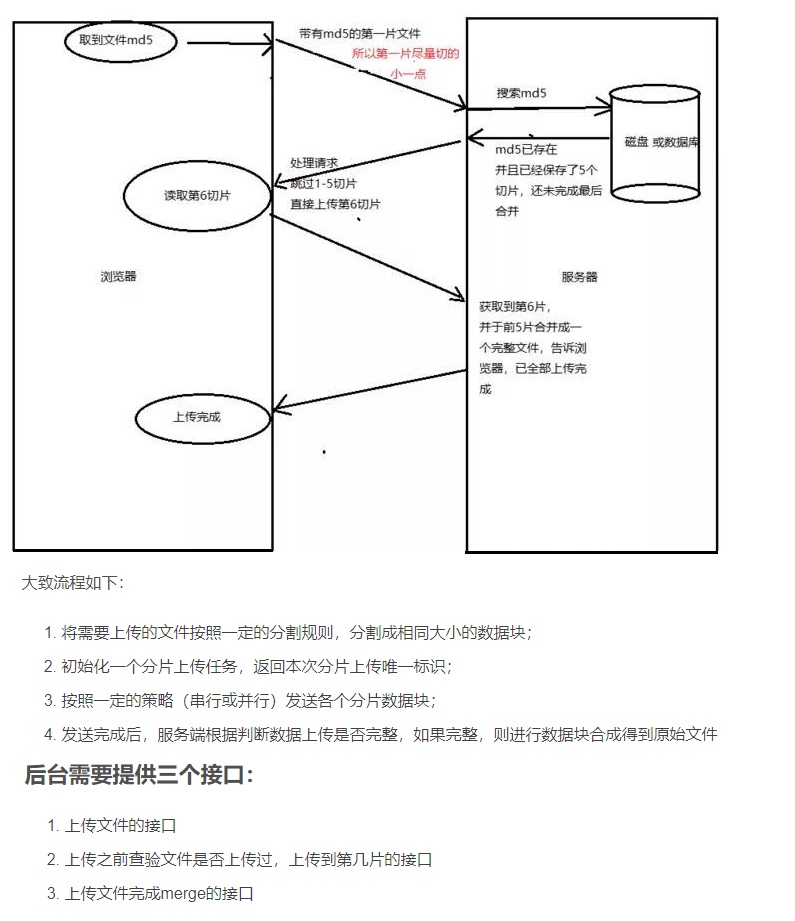 取到文件md5
带有md5的第一片文件
所以第一片尽量切的
小一点
搜索md5
磁盘 或数据库
md5已存在
并且已经保存了5个
切片，还未完成最后
合并
处理请求
跳过1-5切片
直接上传第6切片
读取第6切片
浏览器
服务器
获取到第6片，
并于前5片合并成一
个完整文件，告诉浏
览器，已全部上传完
成
上传完成
大致流程如下：
1. 将需要上传的文件按照一定的分割规则，分割成相同大小的数据块；
2. 初始化一个分片上传任务，返回本次分片上传唯一标识；
3. 按照一定的策略（串行或并行）发送各个分片数据块；
4. 发送完成后，服务端根据判断数据上传是否完整，如果完整，则进行数据块合成得到原始文件
后台需要提供三个接口：
1. 上传文件的接口
2. 上传之前查验文件是否上传过，上传到第几片的接口
3. 上传文件完成merge的接口